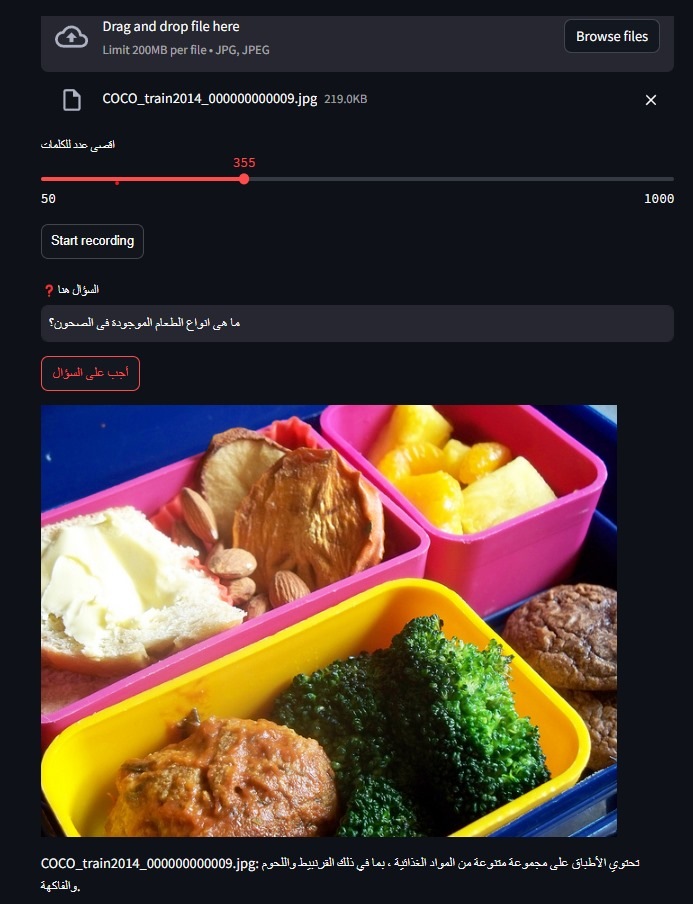 Drag and drop file here
Limit 200MB per file • JPG, JPEG
Browse files
COCO_train2014_000000000009.jpg 219.0KB
اقصى عدد للكلمات
355
50
1000
Start recording
❓ السؤال هنا
ما هى انواع الطعام الموجودة فى الصحون؟
أجب على السؤال
COCO_train2014_000000000009.jpg: تحتوي الأطباق على مجموعة متنوعة من المواد الغذائية ، بما في ذلك القرنبيط واللحوم
والفاكهة.